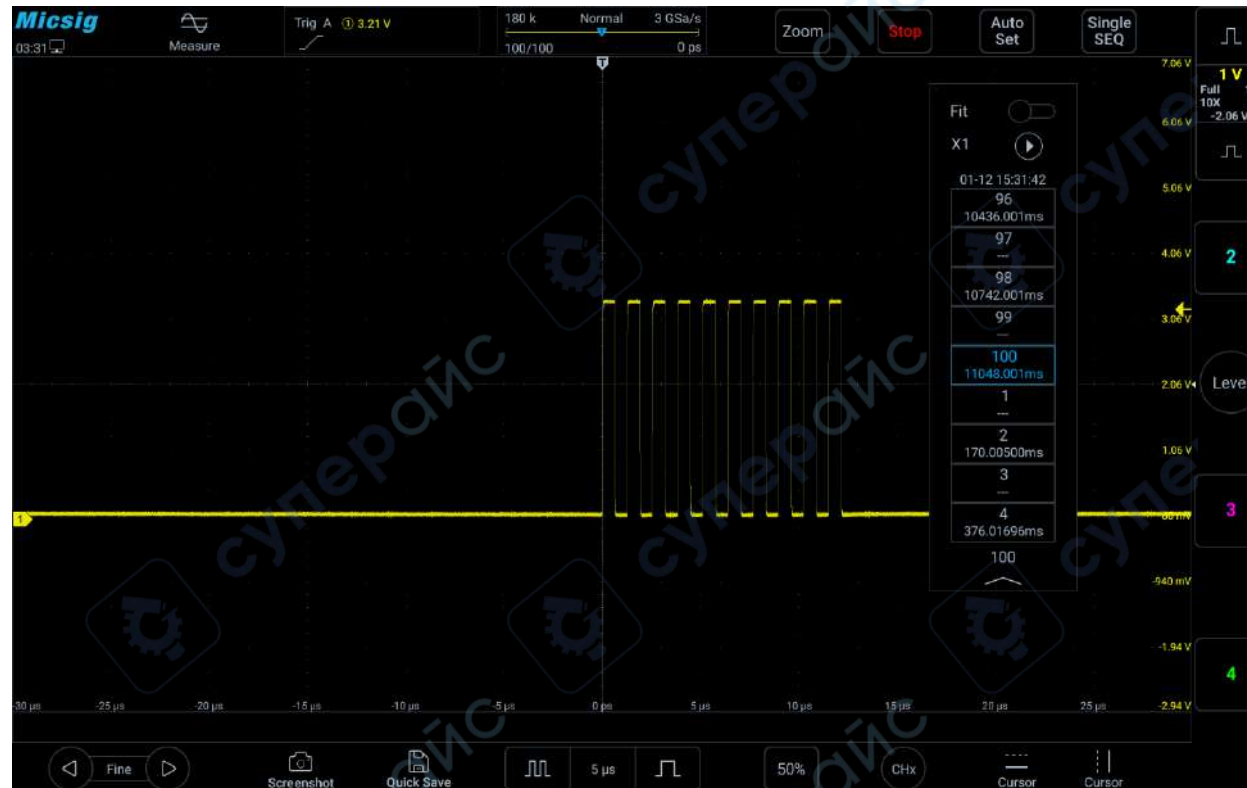 Micsig
03:31
Measure
Trig A ① 3.21 V
180 k Normal 3 GSa/s
100/100 0 ps
Zoom
Stop
Auto
Set
Single
SEQ
T
7.06 V
6.06 V
5.06 V
4.06 V
3.06 V
2.06 V
1.06 V
-940 mV
-1.94 V
-2.94 V
1 V
Full
10X
-2.06 V
2
Level
3
4
Fit
X1
01-12 15:31:42
96
10436.001ms
97
---
98
10742.001ms
99
---
100
11048.001ms
1
---
2
170.00500ms
3
---
4
376.01696ms
100
1
-30 µs -25 µs -20 µs -15 µs -10 µs -5 µs 0 ps 5 µs 10 µs 15 µs 20 µs 25 µs
Fine
Screenshot
Quick Save
5 µs
50%
CHx
Cursor
Cursor
суперайс
суперайс
суперайс
суперайс